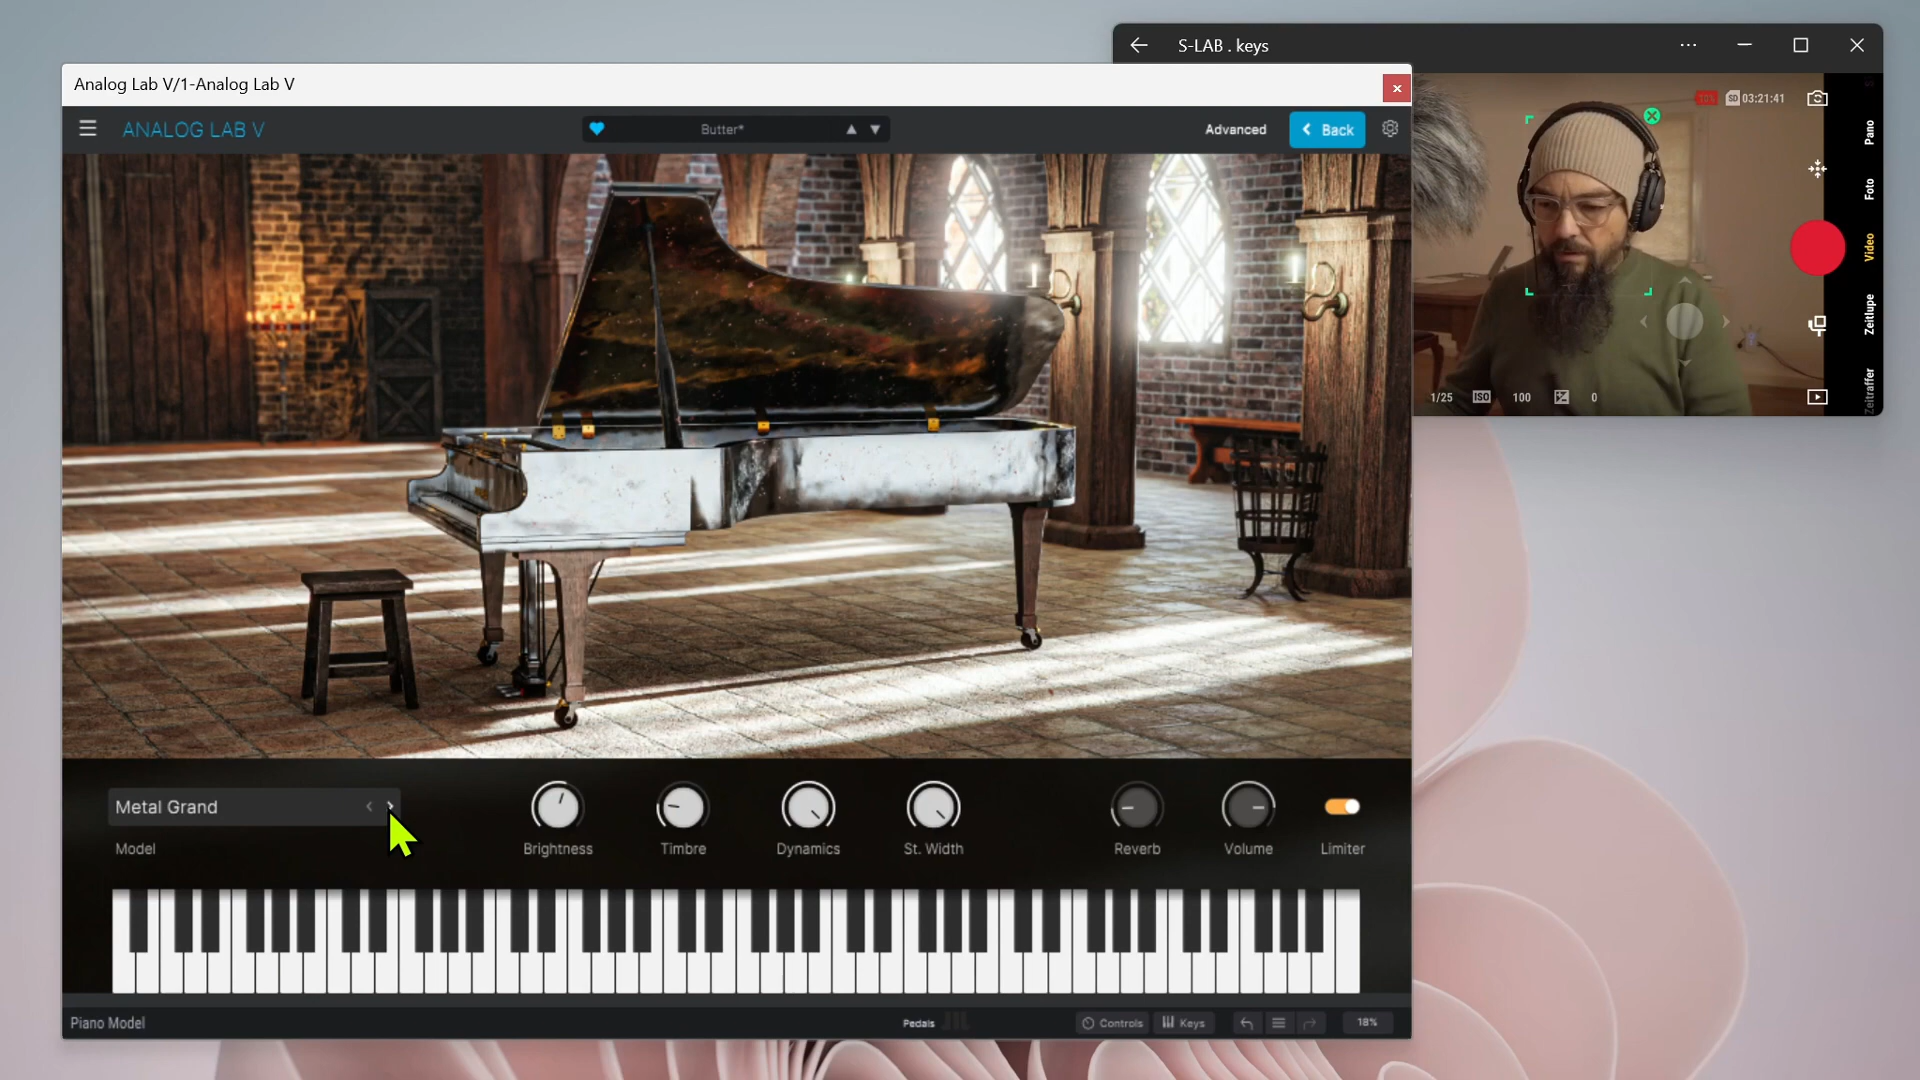 S-LAB . keys
Analog Lab V/1-Analog Lab V
ANALOG LAB V
Butter*
Advanced
Back
SD 03:21:41
Pano
Foto
Video
Zeitlupe
Zeitraffer
1/25 ISO 100 0
Metal Grand
Model
Brightness
Timbre
Dynamics
St. Width
Reverb
Volume
Limiter
Piano Model
Pedals
Controls
Keys
18%